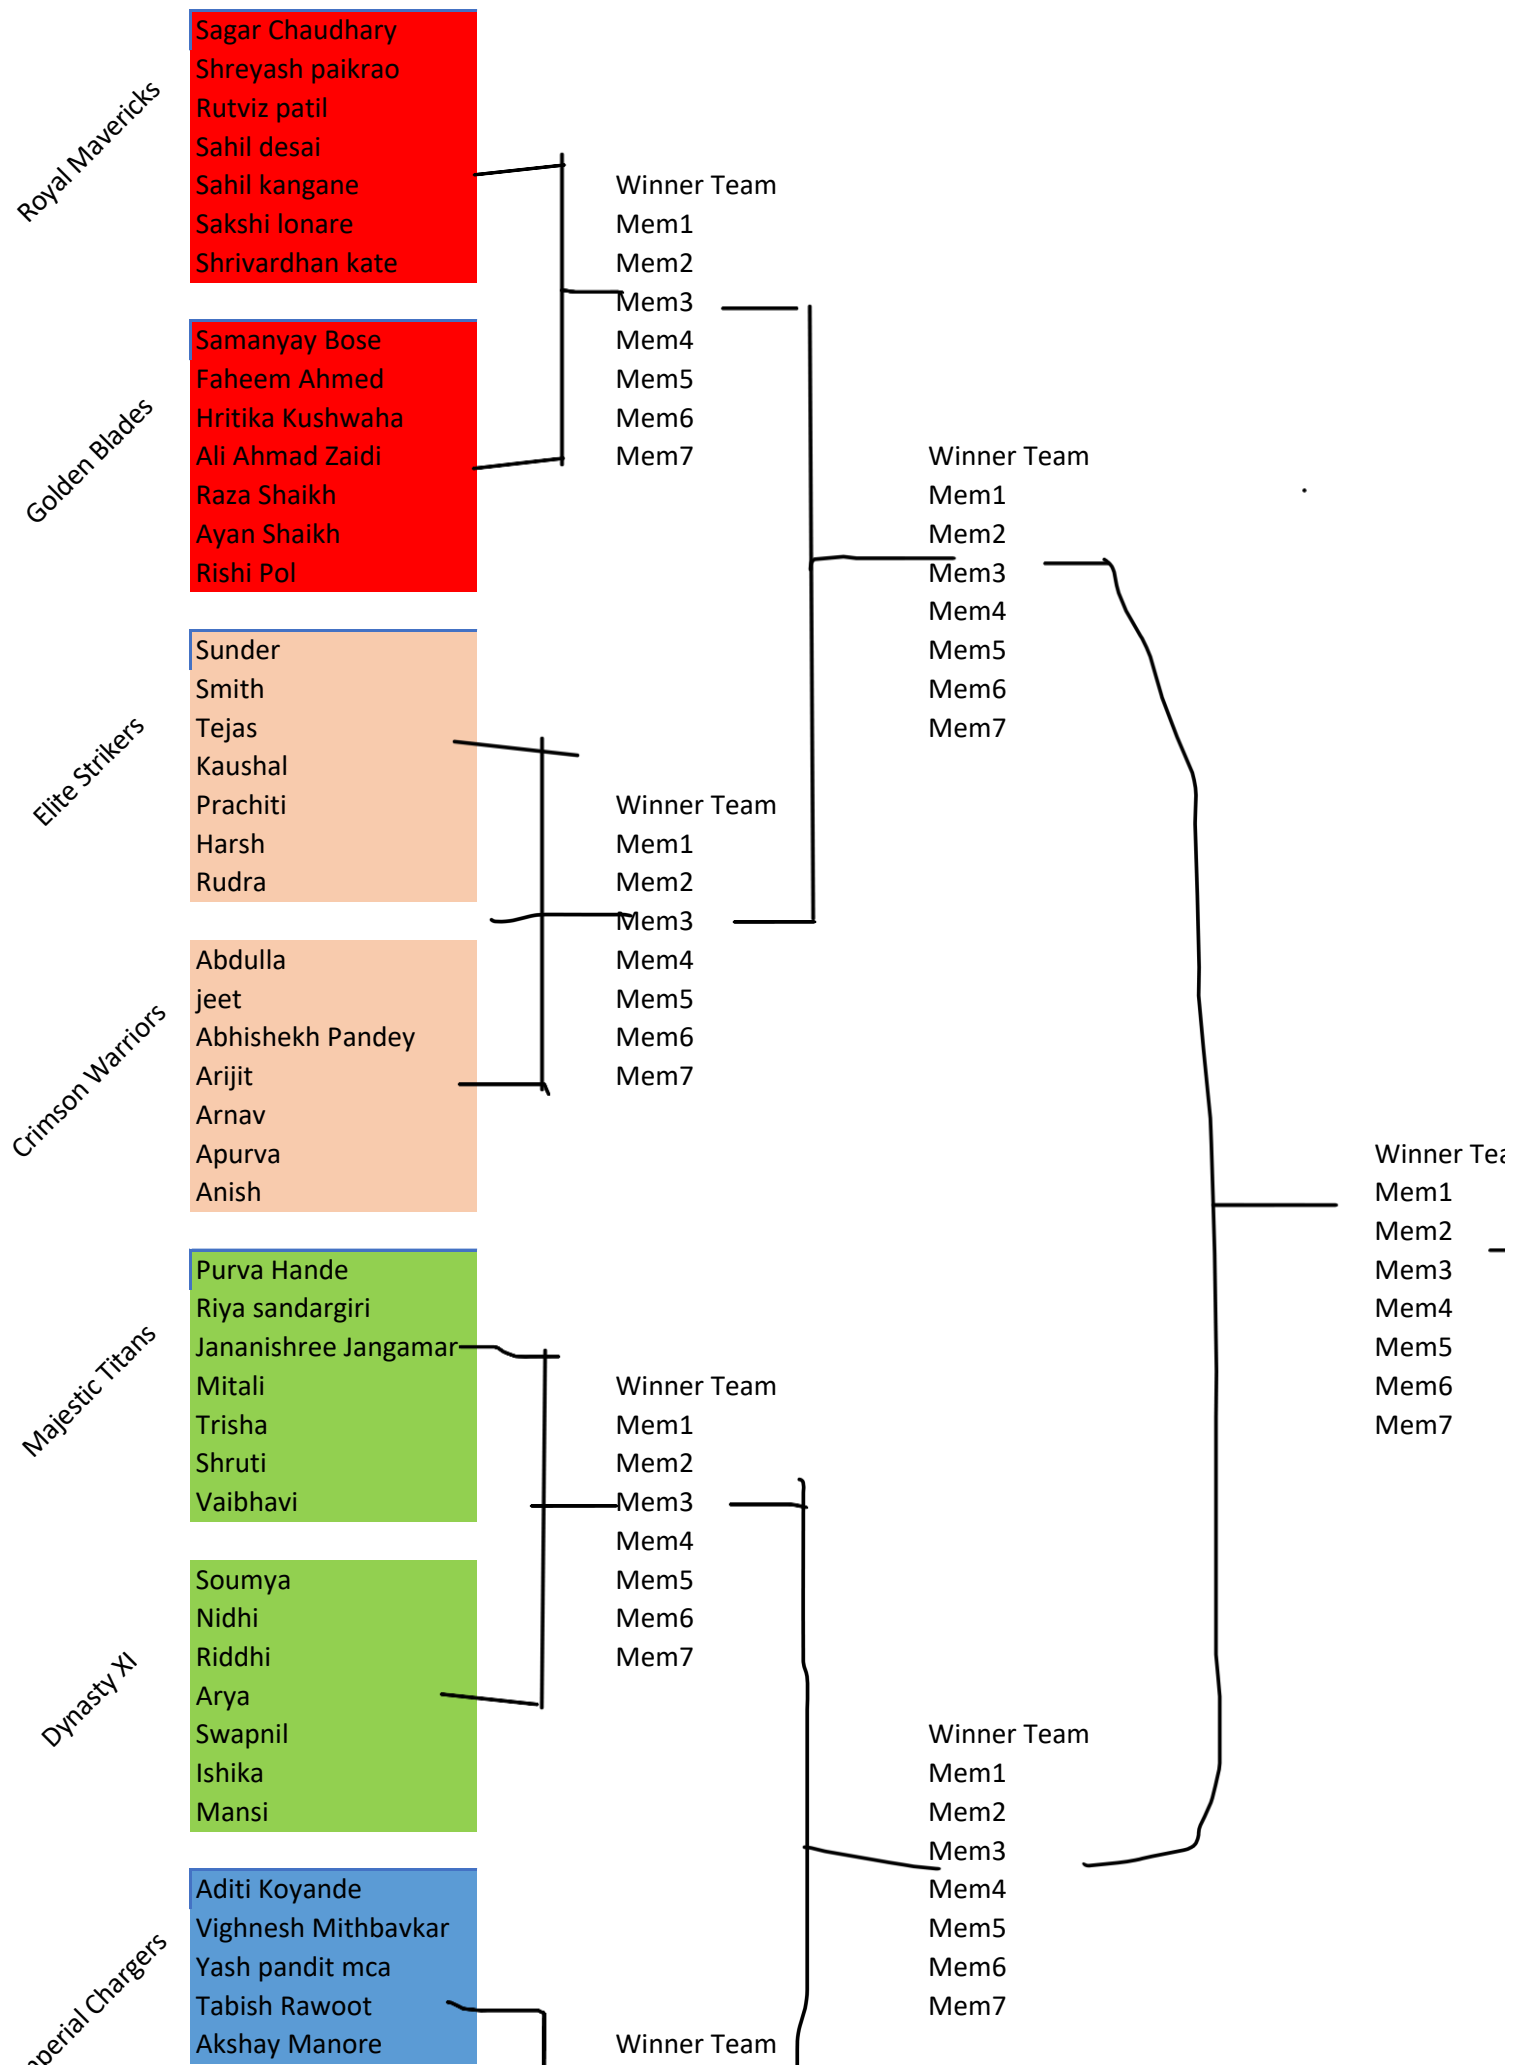 Royal Mavericks
Sagar Chaudhary
Shreyash paikrao
Rutviz patil
Sahil desai
Sahil kangane
Sakshi lonare
Shrivardhan kate
Golden Blades
Samanyay Bose
Faheem Ahmed
Hritika Kushwaha
Ali Ahmad Zaidi
Raza Shaikh
Ayan Shaikh
Rishi Pol
Winner Team
Mem1
Mem2
Mem3
Mem4
Mem5
Mem6
Mem7
Elite Strikers
Sunder
Smith
Tejas
Kaushal
Prachiti
Harsh
Rudra
Crimson Warriors
Abdulla
jeet
Abhishekh Pandey
Arijit
Arnav
Apurva
Anish
Winner Team
Mem1
Mem2
Mem3
Mem4
Mem5
Mem6
Mem7
Winner Team
Mem1
Mem2
Mem3
Mem4
Mem5
Mem6
Mem7
Majestic Titans
Purva Hande
Riya sandargiri
Jananishree Jangamar
Mitali
Trisha
Shruti
Vaibhavi
Dynasty XI
Soumya
Nidhi
Riddhi
Arya
Swapnil
Ishika
Mansi
Winner Team
Mem1
Mem2
Mem3
Mem4
Mem5
Mem6
Mem7
Chargers
Aditi Koyande
Vighnesh Mithbavkar
Yash pandit mca
Tabish Rawoot
Akshay Manore
Winner Team
Winner Team
Mem1
Mem2
Mem3
Mem4
Mem5
Mem6
Mem7
Winner
Mem1
Mem2
Mem3
Mem4
Mem5
Mem6
Mem7